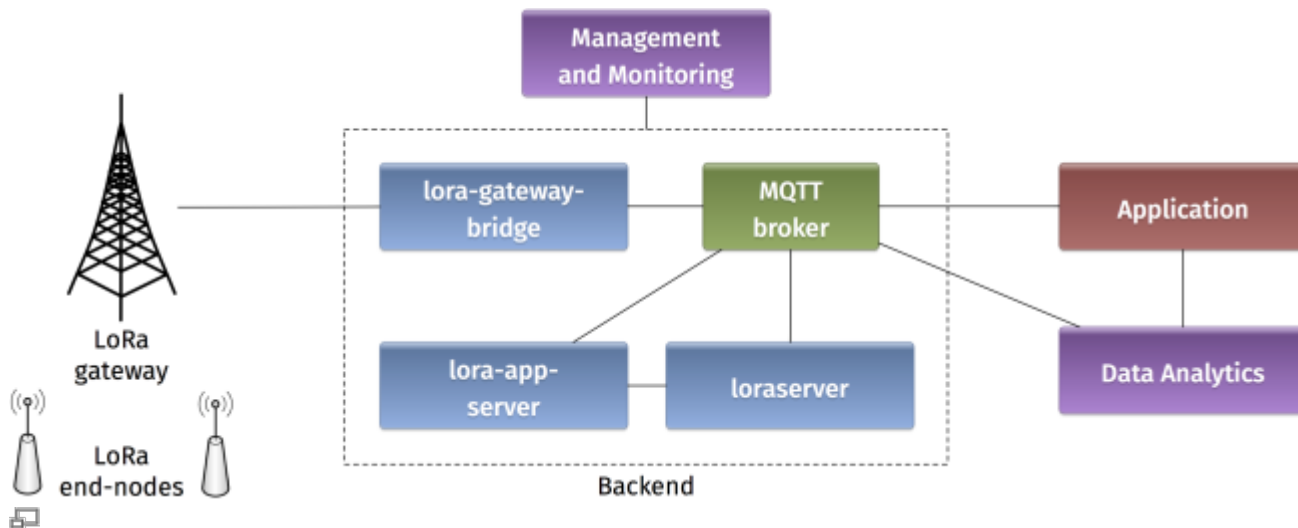 Management
and Monitoring
lora-gateway-
bridge
MQTT
broker
Application
LoRa
gateway
lora-app-
server
loraserver
Data Analytics
LoRa
end-nodes
Backend